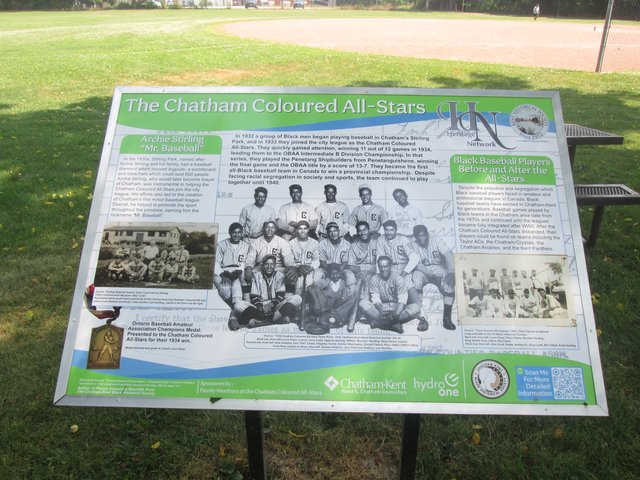 The Chatham Coloured All-Stars
Heritage
Network
Archie Stirling
"Mr. Baseball"
In the 1930s, Stirling Park, named after
Archie Stirling and his family, had a baseball
diamond which housed dugouts, a scoreboard,
and bleachers which could seat 600 people.
Archie Stirling, who would later become mayor
of Chatham, was instrumental in helping the
Chatham Coloured All-Stars join the city
league. His efforts also led to the creation
of Chatham's first minor baseball league.
Overall, he helped to promote the sport
throughout the province, earning him the
nickname "Mr. Baseball".
In 1932 a group of Black men began playing baseball in Chatham's Stirling
Park, and in 1933 they joined the city league as the Chatham Coloured
All-Stars. They quickly gained attention, winning 11 out of 12 games in 1934,
leading them to the OBAA Intermediate B Division Championship. In that
series, they played the Penetang Shipbuilders from Penetanguishene, winning
the final game and the OBAA title by a score of 13-7. They became the first
all-Black baseball team in Canada to win a provincial championship. Despite
facing racial segregation in society and sports, the team continued to play
together until 1940.
Black Baseball Players
Before and After the
All-Stars
Despite the prejudice and segregation which
Black baseball players faced in amateur and
professional leagues in Canada, Black
baseball teams have existed in Chatham-Kent
for generations. Baseball games played by
Black teams in the Chatham area date from
the 1870s and continued until the leagues
became fully integrated after WWII. After the
Chatham Coloured All-Stars disbanded, their
players could be found on teams including the
Taylor ACs, the Chatham Crystals, the
Chatham Arcades, and the Kent Panthers.
I certify that
Ontario Baseball Amateur
Association Champions Medal.
Presented to the Chatham Coloured
All-Stars for their 1934 win.
Sponsored By:
Family Members of the Chatham Coloured All-Stars
Chatham-Kent
Ward 6, Chatham Councillors
hydro
one
Scan Me
For More
Detailed
Information